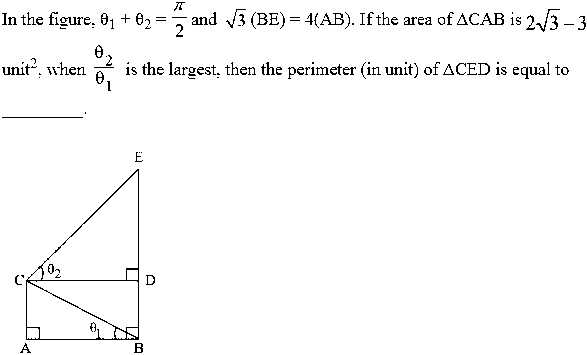 In the figure, θ₁ + θ₂ = π/2 and √3 (BE) = 4(AB). If the area of ΔCAB is 2√3 – 3
unit², when θ₂/θ₁ is the largest, then the perimeter (in unit) of ΔCED is equal to
_________.
E
C θ₂ D
θ₁
A B